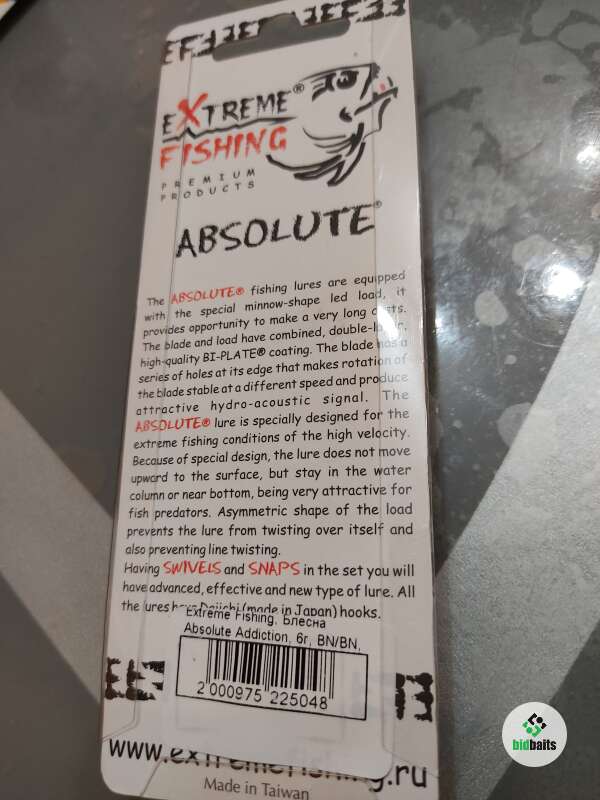 EXTREME®
FISHING
PREMIUM
PRODUCTS
ABSOLUTE®
The ABSOLUTE® fishing lures are equipped
with the special minnow-shape led load, it
provides opportunity to make a very long casts.
The blade and load have combined, double-layer,
high-quality BI-PLATE® coating. The blade has a
series of holes at its edge that makes rotation of
the blade stable at a different speed and produce
attractive hydro-acoustic signal. The
ABSOLUTE® lure is specially designed for the
extreme fishing conditions of the high velocity.
Because of special design, the lure does not move
upward to the surface, but stay in the water
column or near bottom, being very attractive for
fish predators. Asymmetric shape of the load
prevents the lure from twisting over itself and
also preventing line twisting.
Having SWIVELS and SNAPS in the set you will
have advanced, effective and new type of lure. All
the lures have Daiichi (made in Japan) hooks.
Extreme Fishing, Блесна
Absolute Addiction, 6г, BN/BN,
2 000975 225048
www.extremefishing.ru
Made in Taiwan
bidbaits